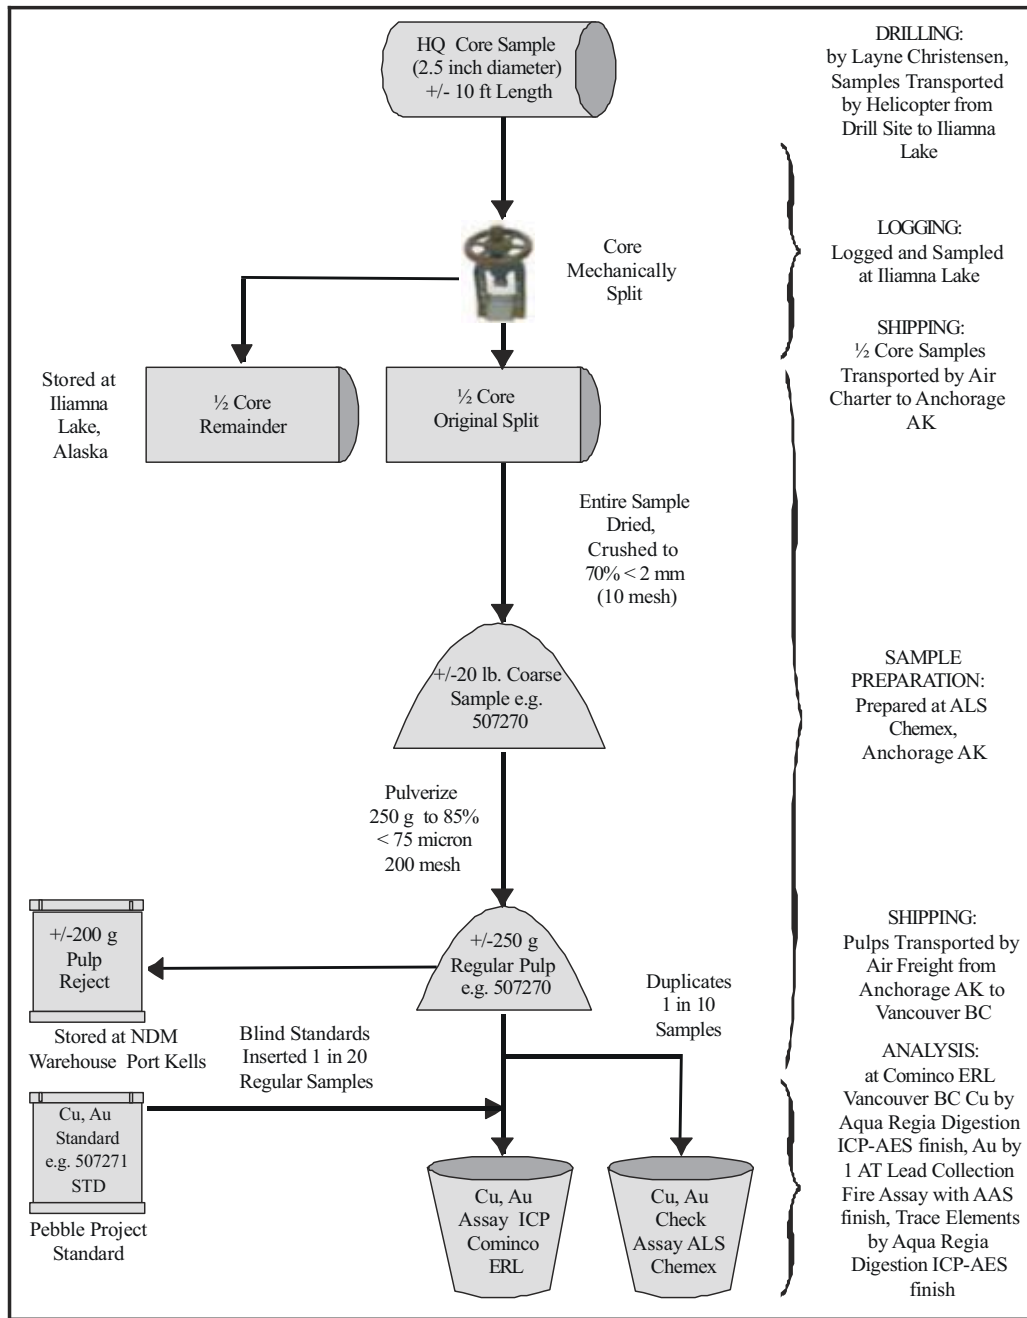 HQ Core Sample
(2.5 inch diameter)
+/- 10 ft Length
DRILLING:
by Layne Christensen,
Samples Transported
by Helicopter from
Drill Site to Iliamna
Lake
Core
Mechanically
Split
LOGGING:
Logged and Sampled
at Iliamna Lake
SHIPPING:
½ Core Samples
Transported by Air
Charter to Anchorage
AK
Stored at
Iliamna
Lake,
Alaska
½ Core
Remainder
½ Core
Original Split
Entire Sample
Dried,
Crushed to
70% < 2 mm
(10 mesh)
+/-20 lb. Coarse
Sample e.g.
507270
SAMPLE
PREPARATION:
Prepared at ALS
Chemex,
Anchorage AK
Pulverize
250 g to 85%
< 75 micron
200 mesh
+/-200 g
Pulp
Reject
+/-250 g
Regular Pulp
e.g. 507270
SHIPPING:
Pulps Transported by
Air Freight from
Anchorage AK to
Vancouver BC
Duplicates
1 in 10
Samples
Stored at NDM
Warehouse Port Kells
Blind Standards
Inserted 1 in 20
Regular Samples
Cu, Au
Standard
e.g. 507271
STD
Pebble Project
Standard
Cu, Au
Assay ICP
Cominco
ERL
Cu, Au
Check
Assay ALS
Chemex
ANALYSIS:
at Cominco ERL
Vancouver BC Cu by
Aqua Regia Digestion
ICP-AES finish, Au by
1 AT Lead Collection
Fire Assay with AAS
finish, Trace Elements
by Aqua Regia
Digestion ICP-AES
finish